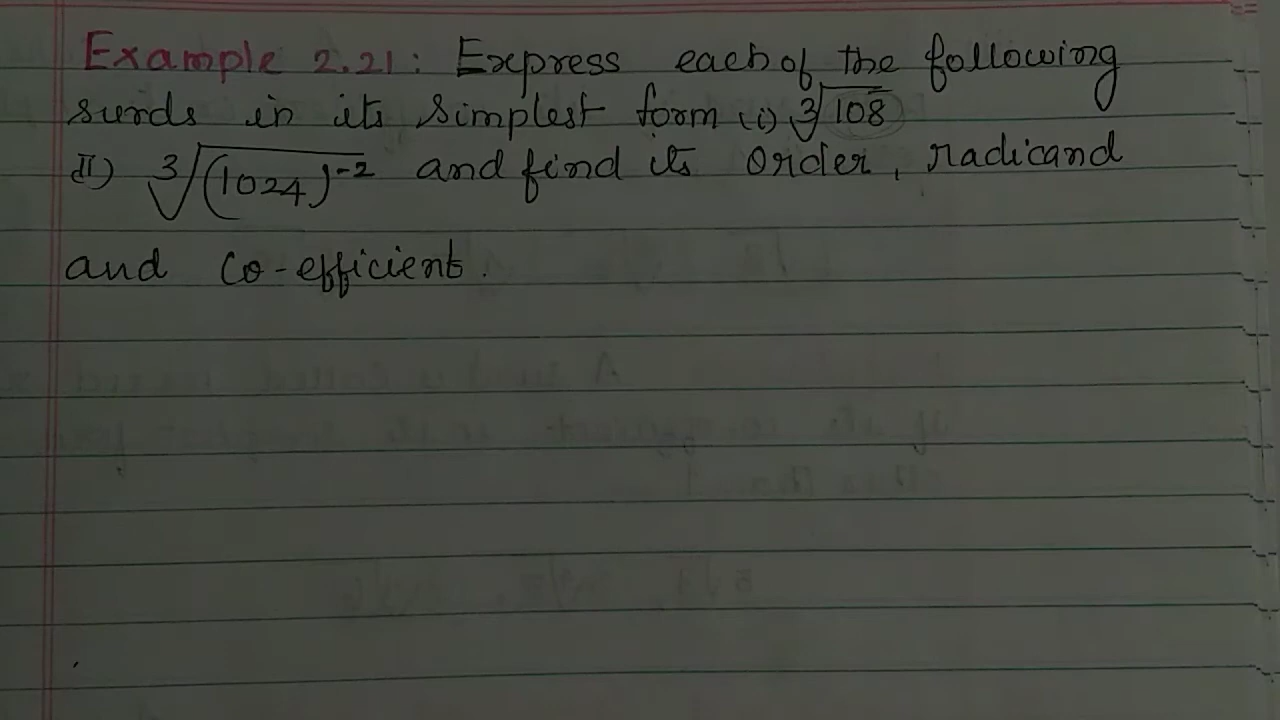 Example 2.21: Express each of the following
surds in its simplest form (i) ∛108
II) ∛(1024)⁻² and find its order, radicand
and co-efficient.